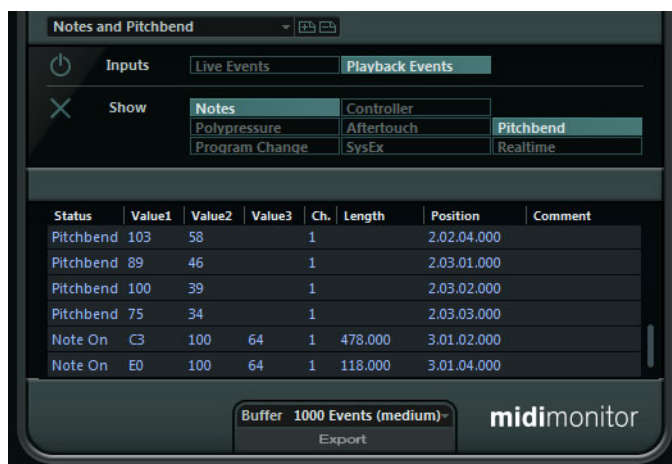 Notes and Pitchbend
Inputs Live Events Playback Events
Show Notes Controller
Polypressure Aftertouch Pitchbend
Program Change SysEx Realtime
Status Value1 Value2 Value3 Ch. Length Position Comment
Pitchbend 103 58 1 2.02.04.000
Pitchbend 89 46 1 2.03.01.000
Pitchbend 100 39 1 2.03.02.000
Pitchbend 75 34 1 2.03.03.000
Note On C3 100 64 1 478.000 3.01.02.000
Note On E0 100 64 1 118.000 3.01.04.000
Buffer 1000 Events (medium)
Export
midimonitor